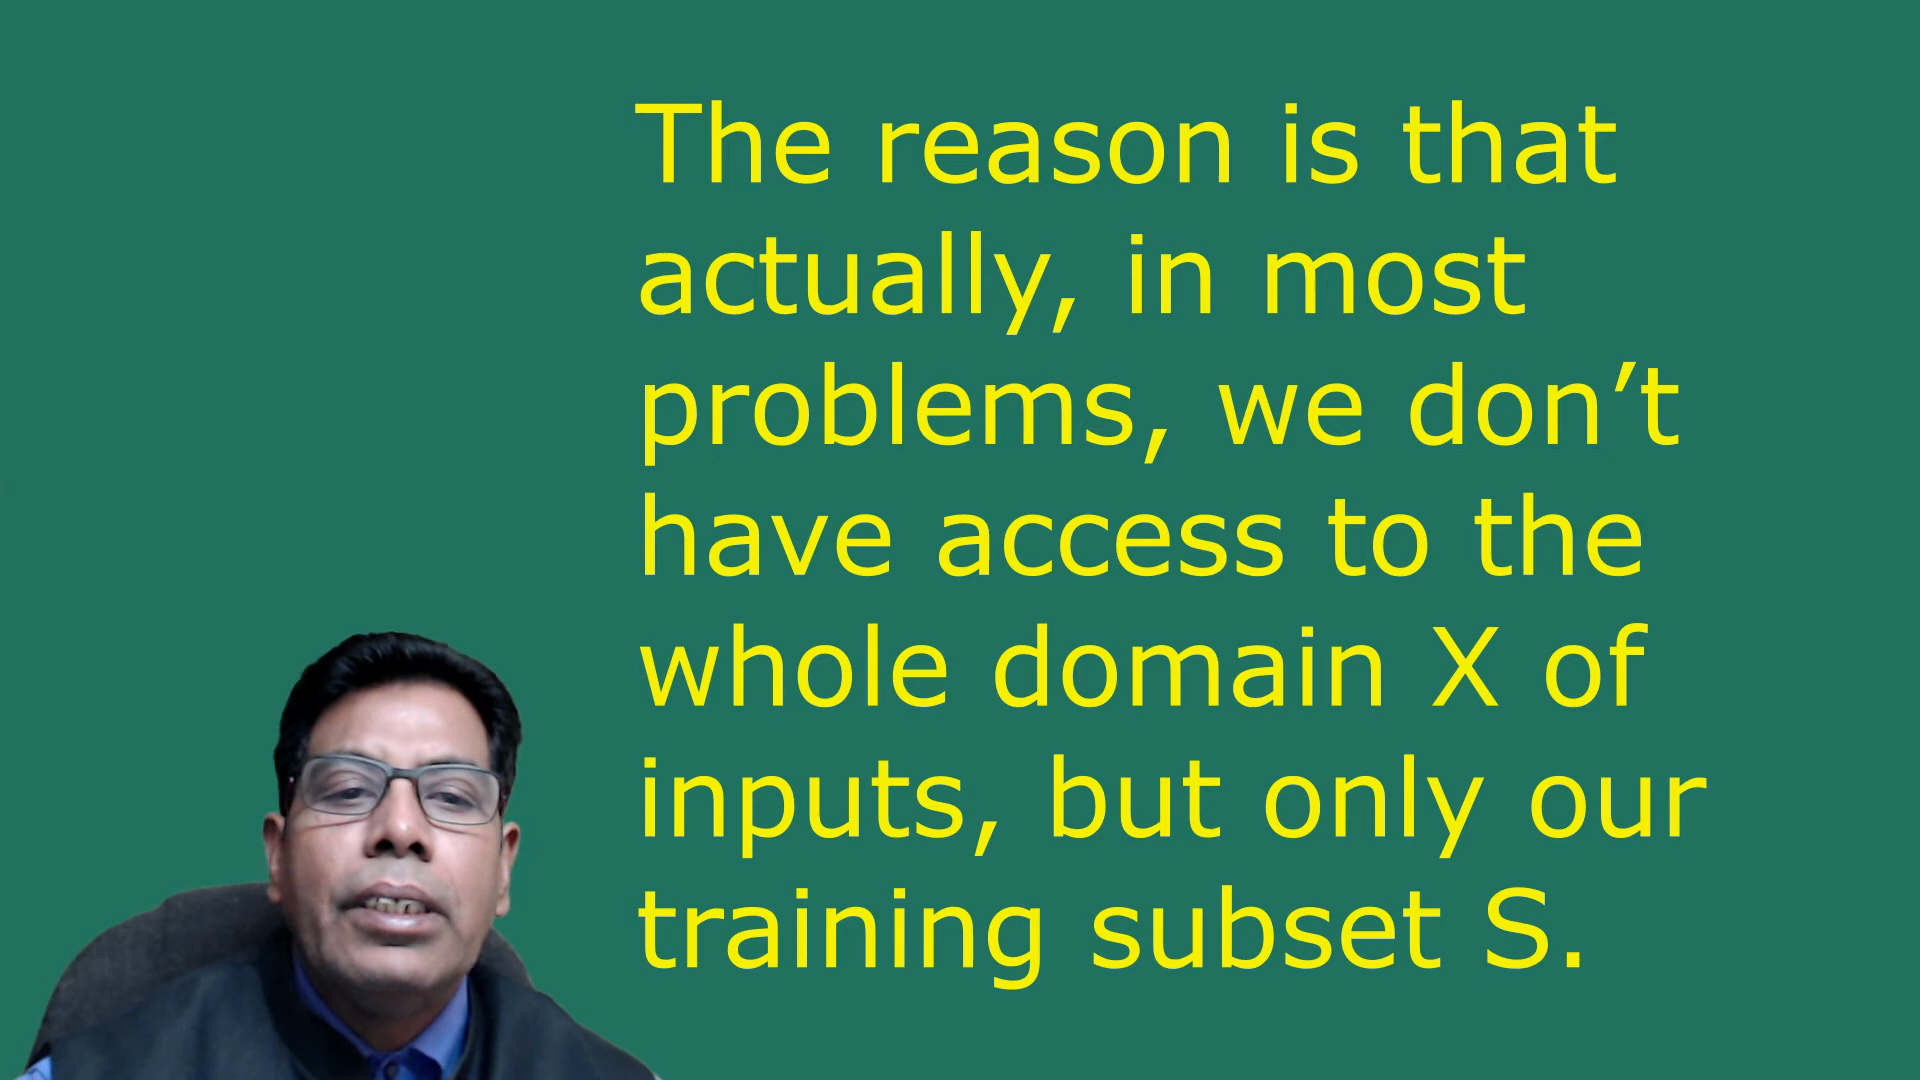 The reason is that
actually, in most
problems, we don’t
have access to the
whole domain X of
inputs, but only our
training subset S.